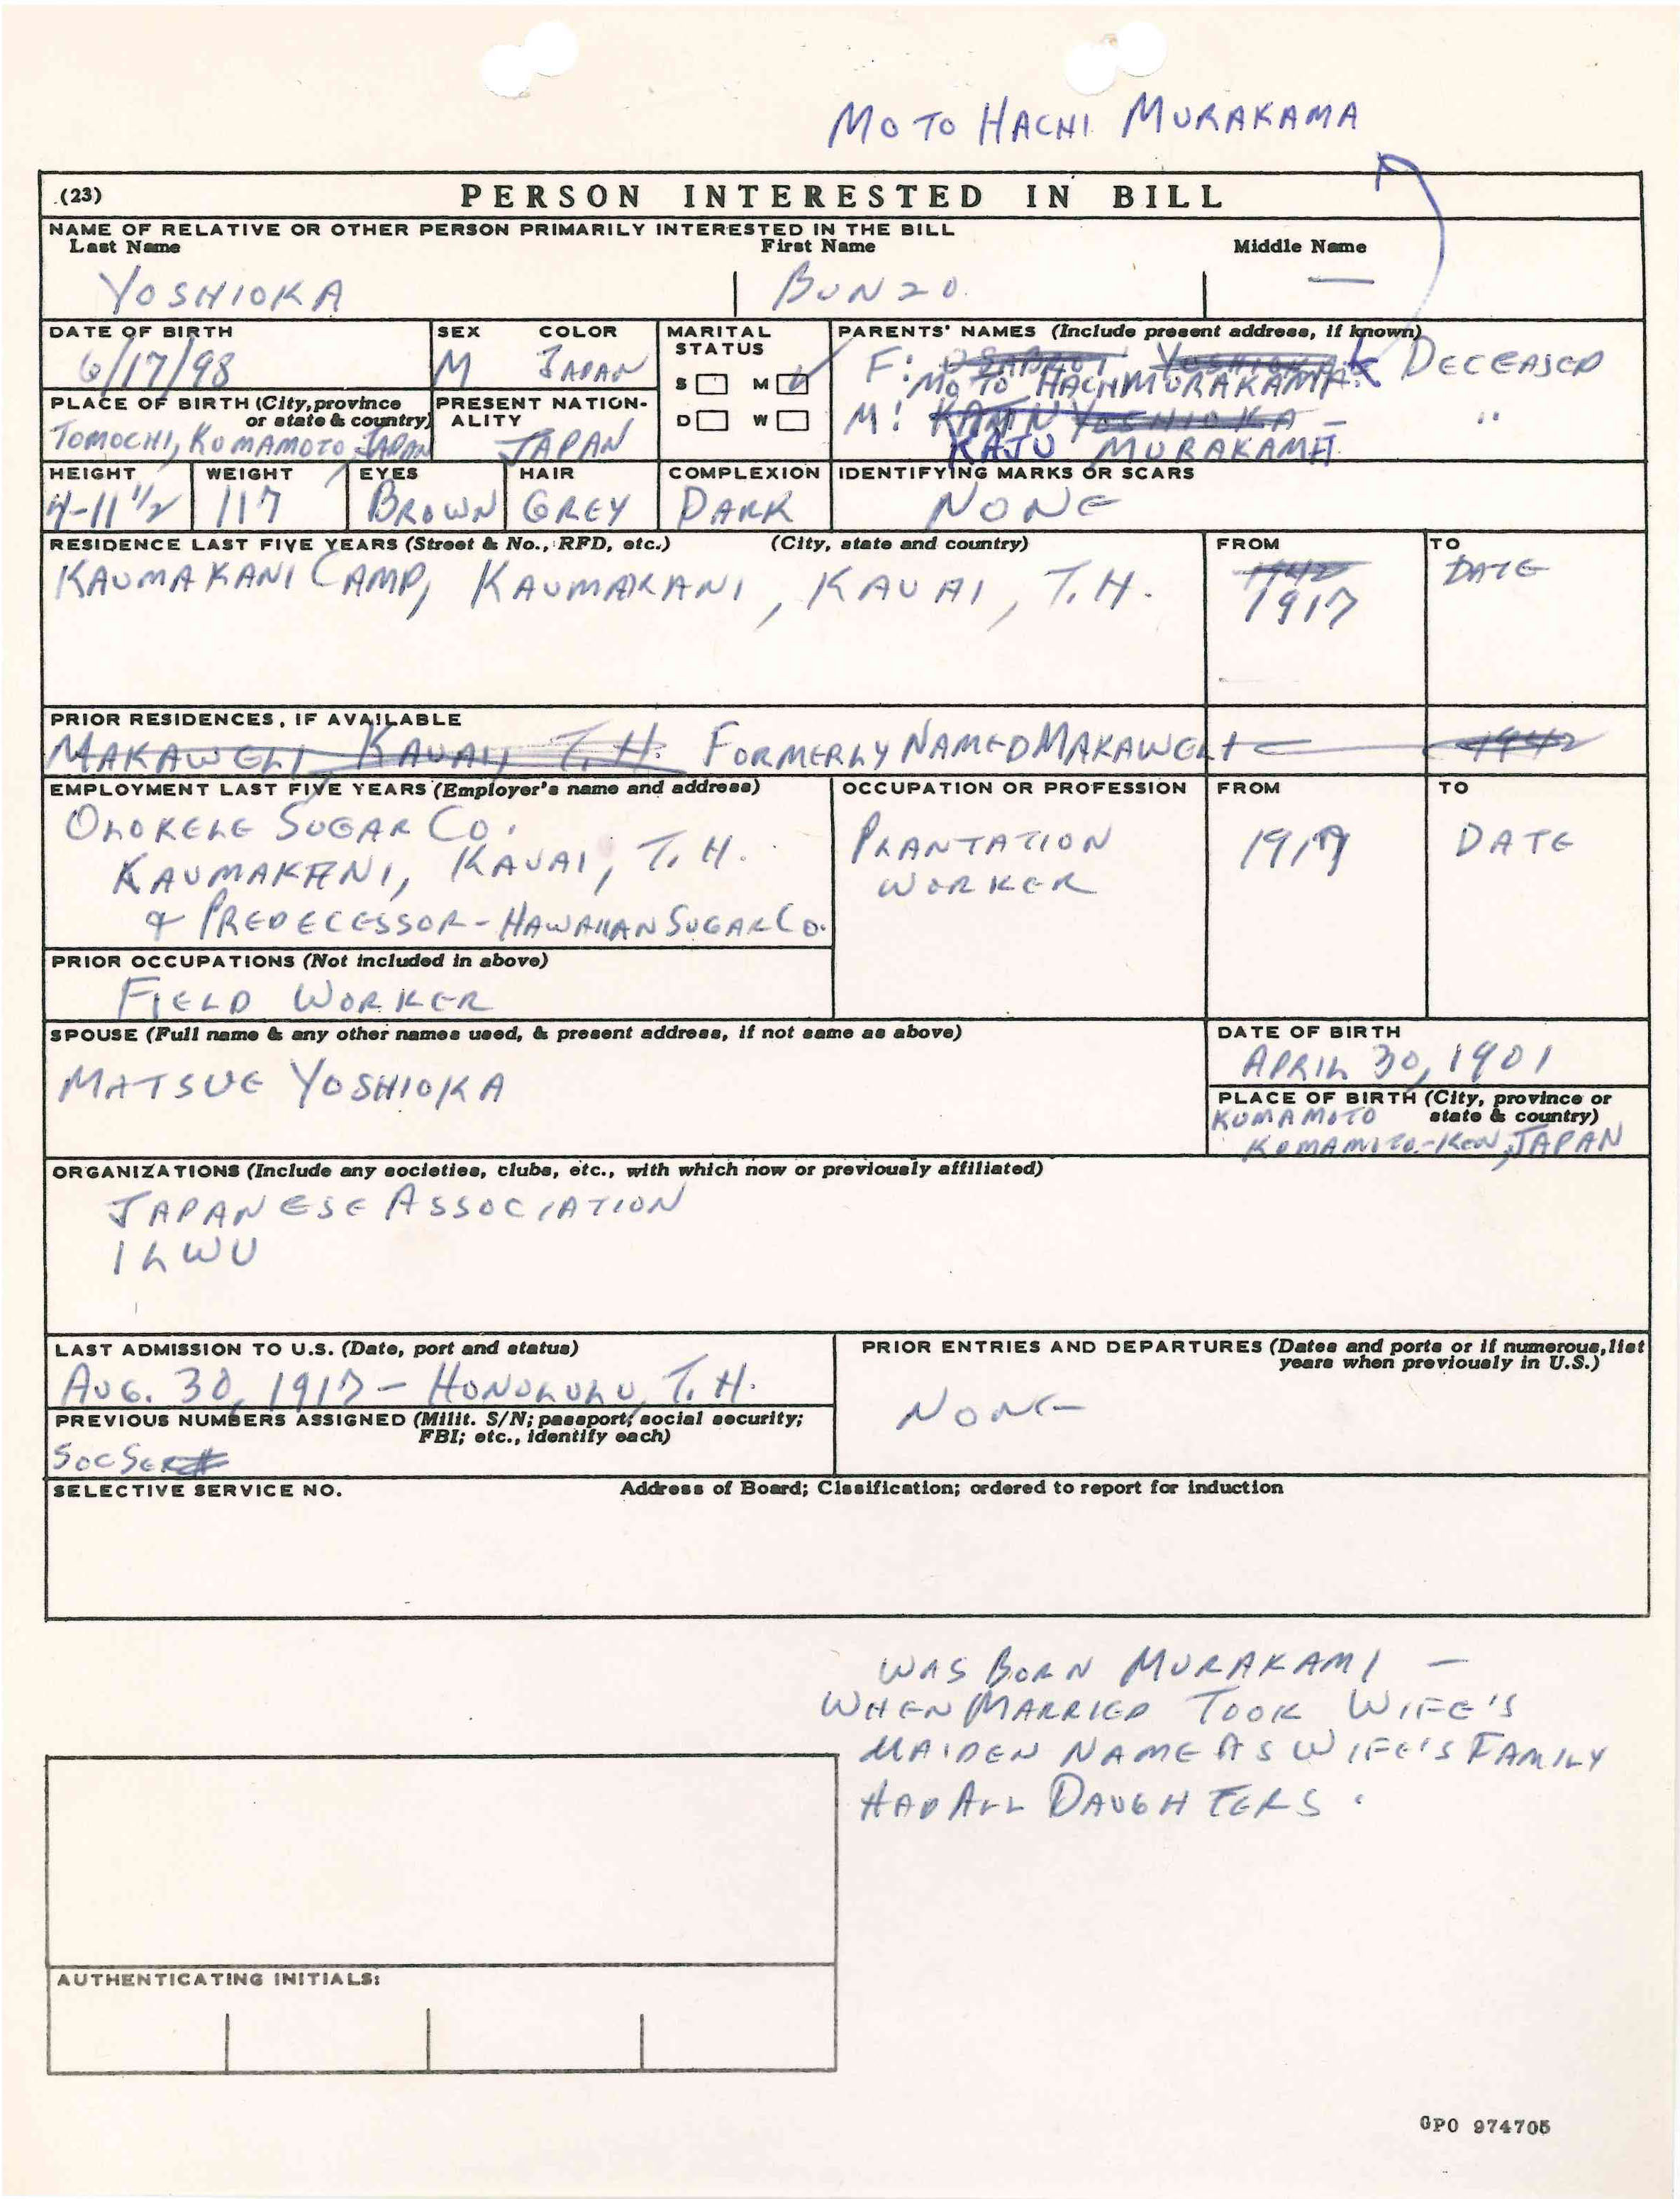 MOTO HACHI MURAKAMA
(23) PERSON INTERESTED IN BILL
NAME OF RELATIVE OR OTHER PERSON PRIMARILY INTERESTED IN THE BILL
Last Name First Name Middle Name
YOSHIOKA BUNZO —
DATE OF BIRTH SEX COLOR MARITAL STATUS PARENTS' NAMES (Include present address, if known)
6/17/98 M JAPAN S M D W
F: YOSHIOKA DECEASED
MOTO HACHI MURAKAMA
M: YOSHIOKA — "
KAJU MURAKAMA
PLACE OF BIRTH (City, province or state & country) PRESENT NATIONALITY
TOMOCHI, KUMAMOTO JAPAN JAPAN
HEIGHT WEIGHT EYES HAIR COMPLEXION IDENTIFYING MARKS OR SCARS
4-11 1/2 117 BROWN GREY DARK NONE
RESIDENCE LAST FIVE YEARS (Street & No., RFD, etc.) (City, state and country) FROM TO
KAUMAKANI CAMP, KAUMAKANI, KAUAI, T.H. 1942 DATE
1917
PRIOR RESIDENCES, IF AVAILABLE
MAKAWELI, KAUAI, T.H. FORMERLY NAMED MAKAWELI 1942
EMPLOYMENT LAST FIVE YEARS (Employer's name and address) OCCUPATION OR PROFESSION FROM TO
OLOKELE SUGAR CO. PLANTATION 1917 DATE
KAUMAKANI, KAUAI, T.H. WORKER
& PREDECESSOR - HAWAIIAN SUGAR CO.
PRIOR OCCUPATIONS (Not included in above)
FIELD WORKER
SPOUSE (Full name & any other names used, & present address, if not same as above) DATE OF BIRTH
MATSUE YOSHIOKA APRIL 30, 1901
PLACE OF BIRTH (City, province or state & country)
KUMAMOTO
KUMAMOTO-KEN, JAPAN
ORGANIZATIONS (Include any societies, clubs, etc., with which now or previously affiliated)
JAPANESE ASSOCIATION
ILWU
LAST ADMISSION TO U.S. (Date, port and status) PRIOR ENTRIES AND DEPARTURES (Dates and ports or if numerous, list years when previously in U.S.)
AUG. 30, 1917 - HONOLULU, T.H. NONE
PREVIOUS NUMBERS ASSIGNED (Milit. S/N; passport; social security; FBI; etc., identify each)
SOC SEC #
SELECTIVE SERVICE NO. Address of Board; Classification; ordered to report for induction
WAS BORN MURAKAMI —
WHEN MARRIED TOOK WIFE'S
MAIDEN NAME AS WIFE'S FAMILY
HAD ALL DAUGHTERS.
AUTHENTICATING INITIALS:
GPO 974705